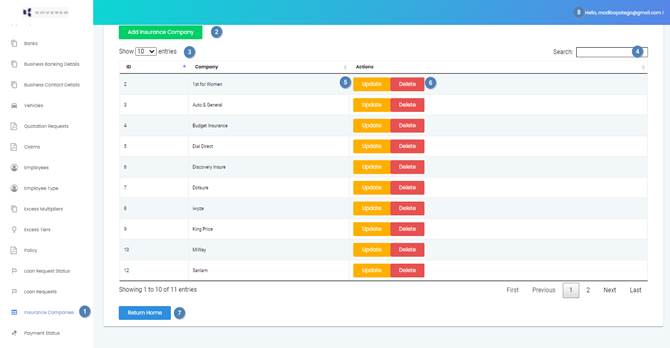 8 Hello, madibapatego@gmail.com !
Banks
Business Banking Details
Business Contact Details
Vehicles
Quotation Requests
Claims
Employees
Employee Type
Excess Multipliers
Excess Tiers
Policy
Loan Request Status
Loan Requests
Insurance Companies 1
Payment Status
Add Insurance Company 2
Show 10 entries 3
Search: 4
ID Company Actions
2 1st for Women 5 Update Delete 6
3 Auto & General Update Delete
4 Budget Insurance Update Delete
5 Dial Direct Update Delete
6 Discovery Insure Update Delete
7 Dotsure Update Delete
8 iwyze Update Delete
9 King Price Update Delete
10 MiWay Update Delete
12 Sanlam Update Delete
Showing 1 to 10 of 11 entries
First Previous 1 2 Next Last
Return Home 7